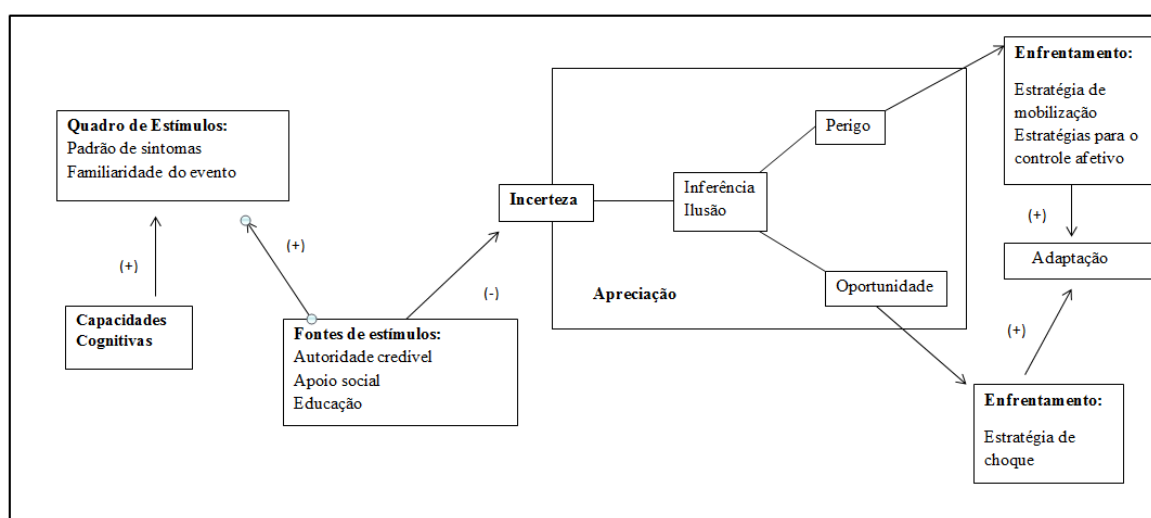 Quadro de Estímulos:
Padrão de sintomas
Familiaridade do evento
(+)
(+)
Capacidades
Cognitivas
Fontes de estímulos:
Autoridade credível
Apoio social
Educação
(-)
Incerteza
Inferência
Ilusão
Perigo
Oportunidade
Apreciação
Enfrentamento:
Estratégia de
mobilização
Estratégias para o
controle afetivo
(+)
Adaptação
(+)
Enfrentamento:
Estratégia de
choque